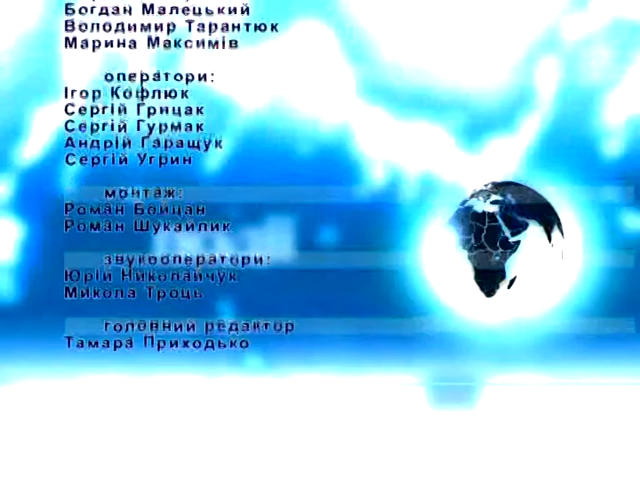 Богдан Малецький
Володимир Тарантюк
Марина Максимів
оператори:
Ігор Кофлюк
Сергій Грицак
Сергій Гурмак
Андрій Гаращук
Сергій Угрин
монтаж:
Роман Бойцан
Роман Шукайлик
звукооператори:
Юрій Николайчук
Микола Троць
головний редактор
Тамара Приходько